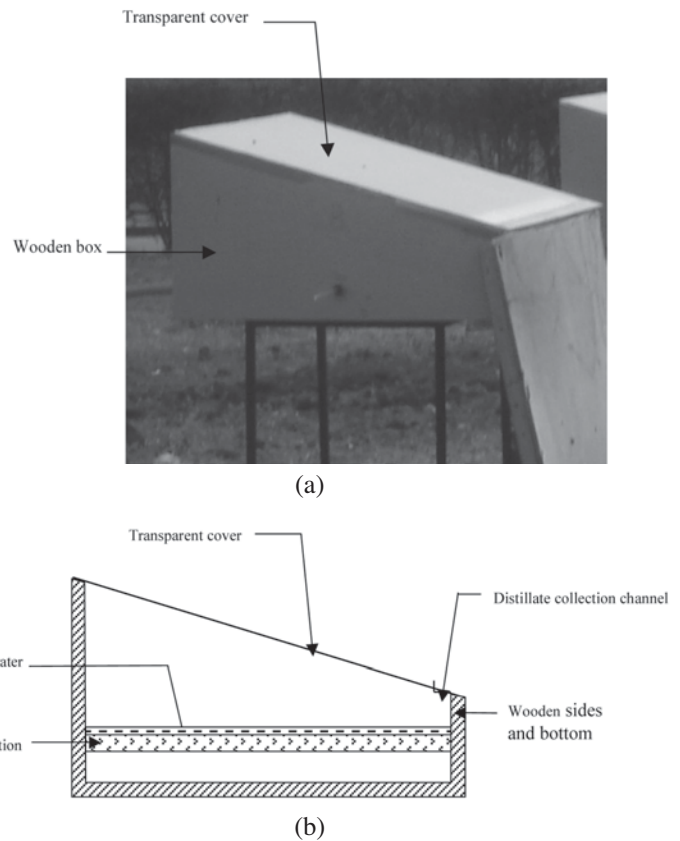 Transparent cover
Wooden box
(a)
Transparent cover
Distillate collection channel
ater
Wooden sides
and bottom
tion
(b)